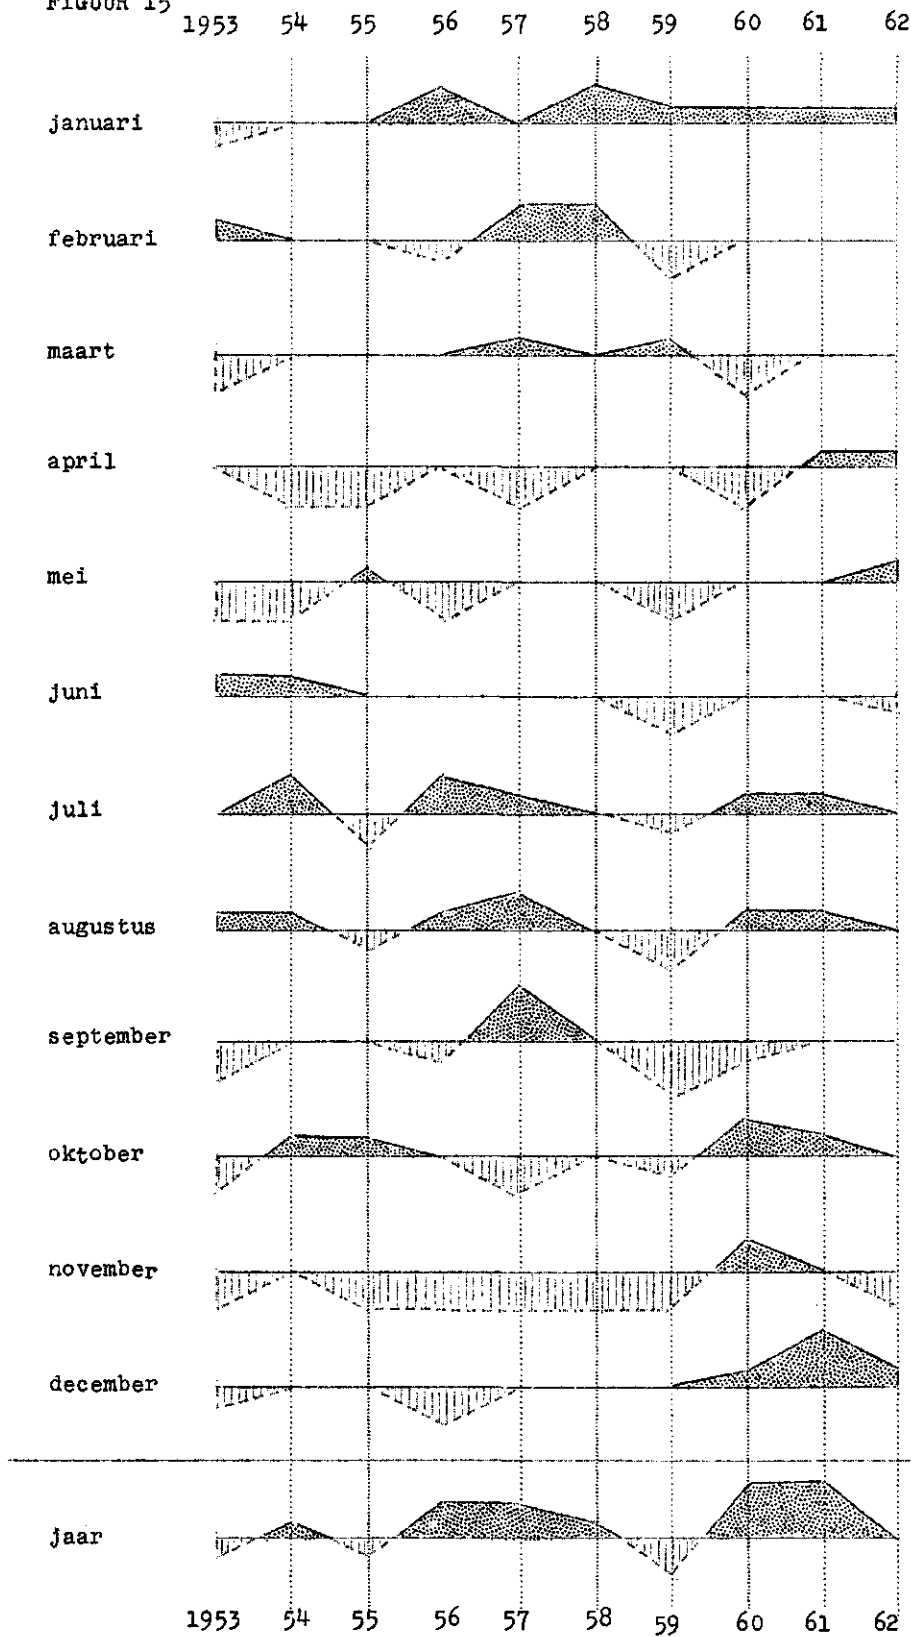 FIGUUR 15
1953 54 55 56 57 58 59 60 61 62
januari
februari
maart
april
mei
juni
juli
augustus
september
oktober
november
december
jaar
1953 54 55 56 57 58 59 60 61 62